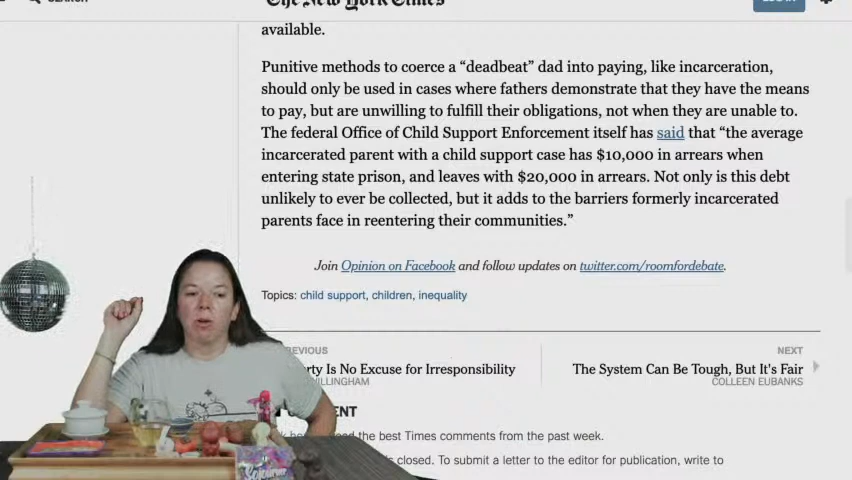 SEARCH
The New York Times
LOG IN
available.
Punitive methods to coerce a “deadbeat” dad into paying, like incarceration,
should only be used in cases where fathers demonstrate that they have the means
to pay, but are unwilling to fulfill their obligations, not when they are unable to.
The federal Office of Child Support Enforcement itself has said that “the average
incarcerated parent with a child support case has $10,000 in arrears when
entering state prison, and leaves with $20,000 in arrears. Not only is this debt
unlikely to ever be collected, but it adds to the barriers formerly incarcerated
parents face in reentering their communities.”
Join Opinion on Facebook and follow updates on twitter.com/roomfordebate.
Topics: child support, children, inequality
REVIOUS
NEXT
rty Is No Excuse for Irresponsibility
The System Can Be Tough, But It's Fair
WILLINGHAM
COLLEEN EUBANKS
the best Times comments from the past week.
closed. To submit a letter to the editor for publication, write to